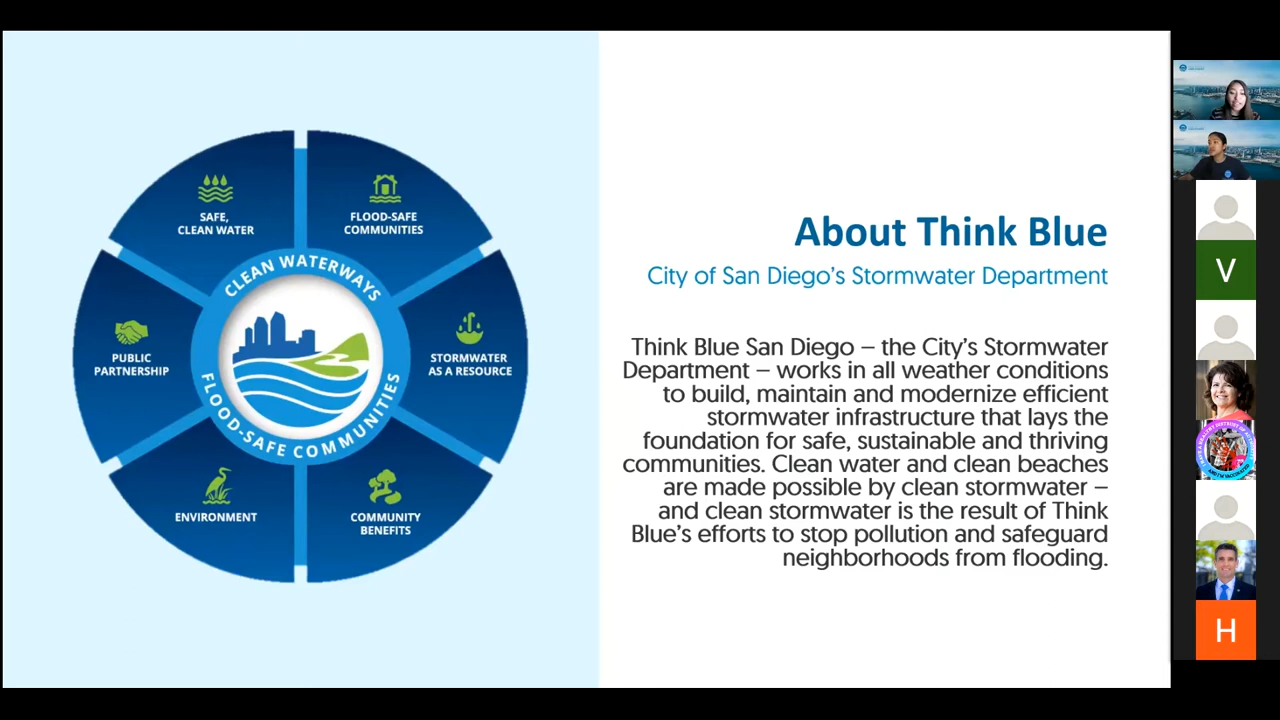 SAFE,
CLEAN WATER
FLOOD-SAFE
COMMUNITIES
PUBLIC
PARTNERSHIP
STORMWATER
AS A RESOURCE
ENVIRONMENT
COMMUNITY
BENEFITS
CLEAN WATERWAYS
FLOOD-SAFE COMMUNITIES
About Think Blue
City of San Diego’s Stormwater Department
Think Blue San Diego – the City’s Stormwater
Department – works in all weather conditions
to build, maintain and modernize efficient
stormwater infrastructure that lays the
foundation for safe, sustainable and thriving
communities. Clean water and clean beaches
are made possible by clean stormwater –
and clean stormwater is the result of Think
Blue’s efforts to stop pollution and safeguard
neighborhoods from flooding.
V
H